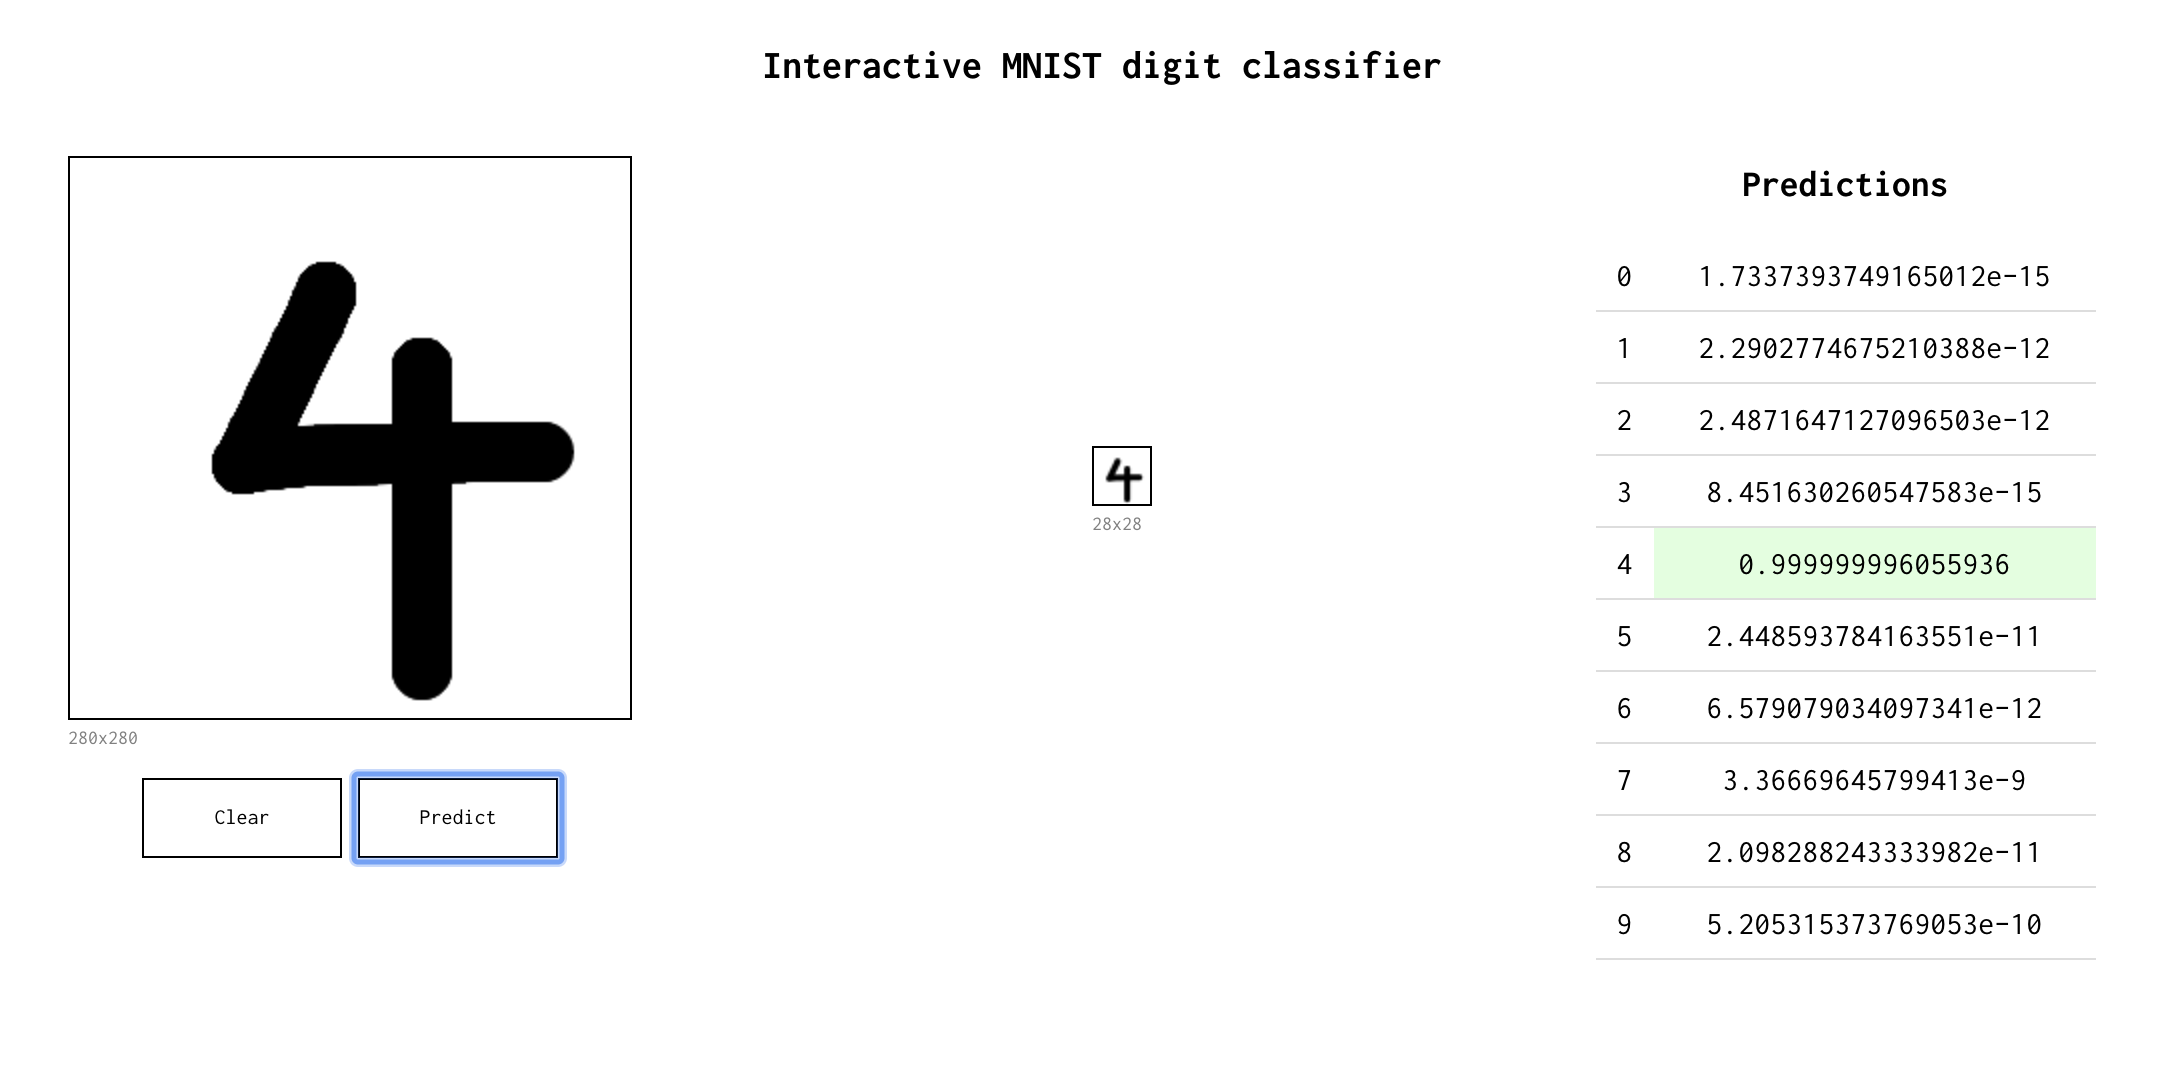 Interactive MNIST digit classifier
4
280x280
Clear Predict
4
28x28
Predictions
0 1.7337393749165012e-15
1 2.2902774675210388e-12
2 2.4871647127096503e-12
3 8.451630260547583e-15
4 0.999999996055936
5 2.448593784163551e-11
6 6.579079034097341e-12
7 3.36669645799413e-9
8 2.098288243333982e-11
9 5.205315373769053e-10